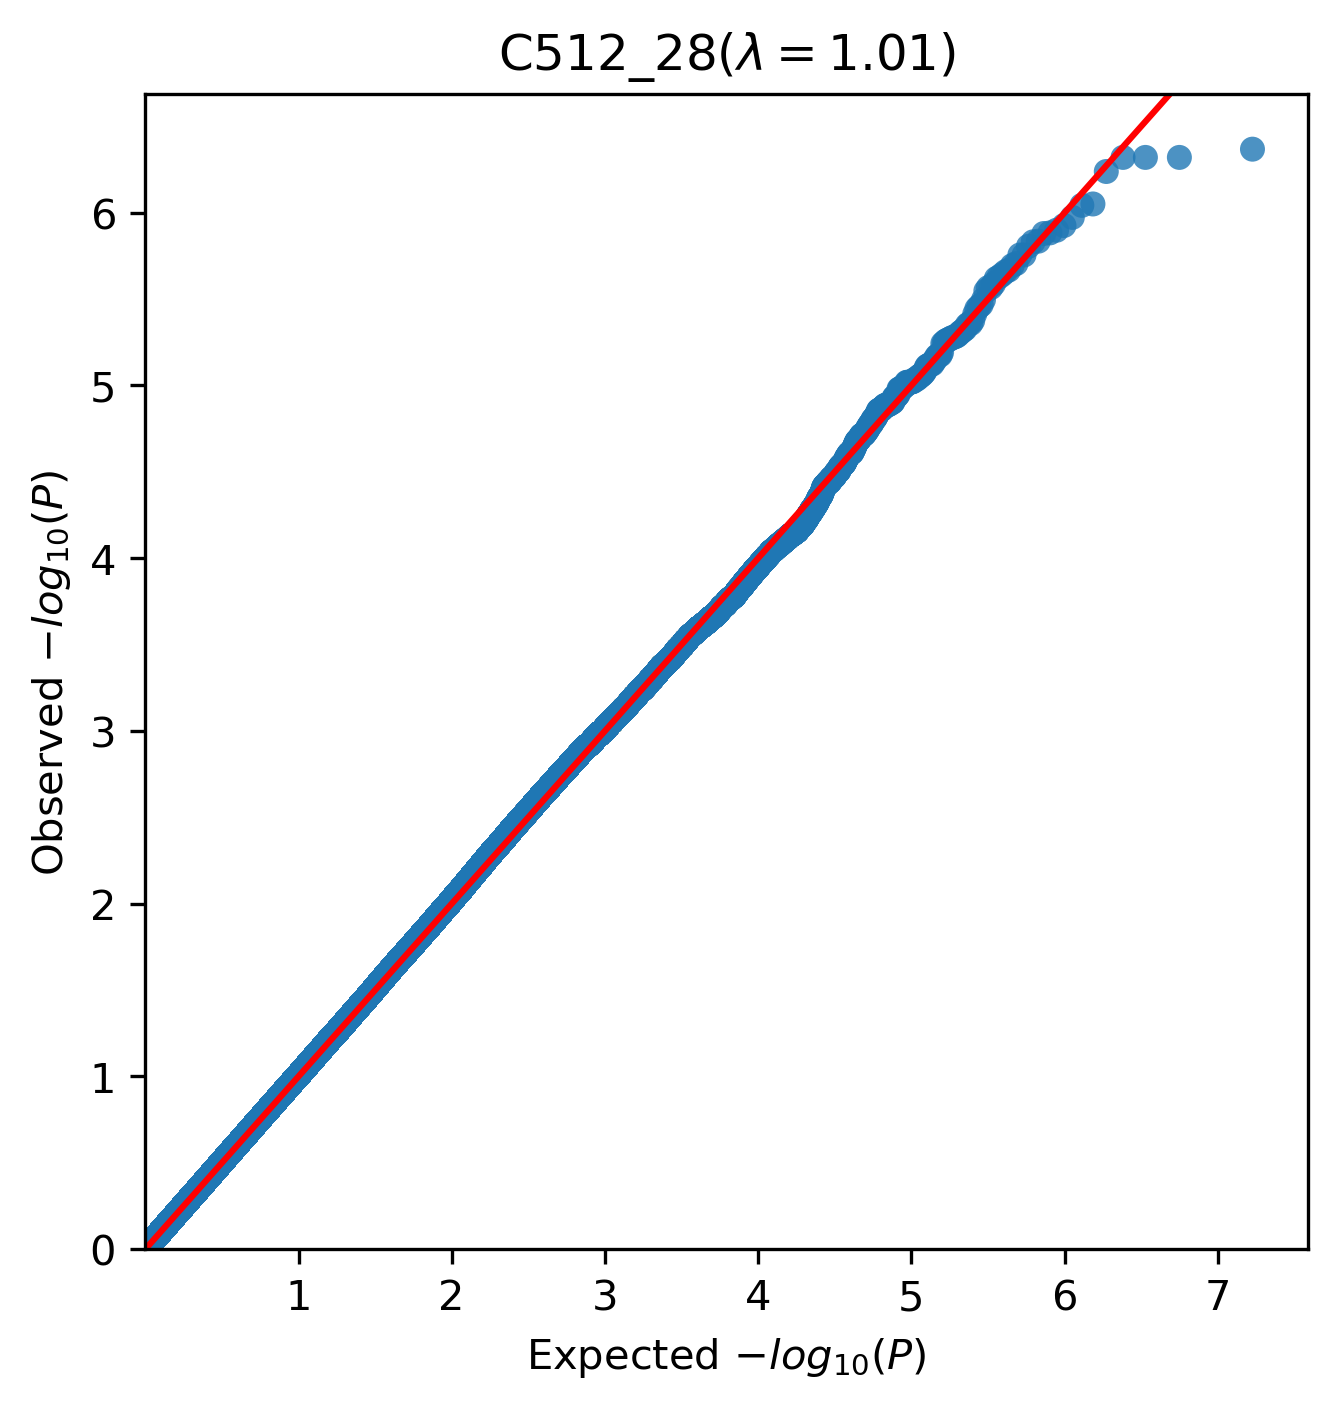 C512_28(λ = 1.01)
Observed −log₁₀(P)
6
5
4
3
2
1
0
1 2 3 4 5 6 7
Expected −log₁₀(P)